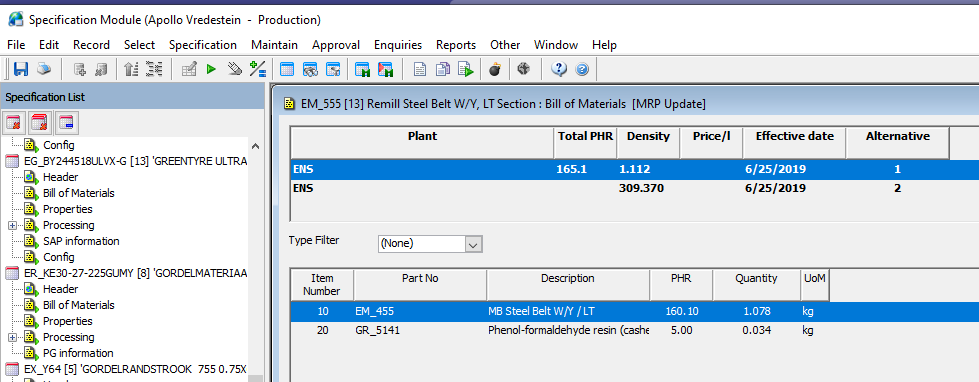 Specification Module (Apollo Vredestein - Production)
File Edit Record Select Specification Maintain Approval Enquiries Reports Other Window Help
Specification List
Config
EG_BY244518ULVX-G [13] 'GREENTYRE ULTRA
Header
Bill of Materials
Properties
Processing
SAP information
Config
ER_KE30-27-225GUMY [8] 'GORDELMATERIAA
Header
Bill of Materials
Properties
Processing
PG information
EX_Y64 [5] 'GORDELRANDSTROOK 755 0.75X
EM_555 [13] Remill Steel Belt W/Y, LT Section : Bill of Materials [MRP Update]
Plant Total PHR Density Price/l Effective date Alternative
ENS 165.1 1.112 6/25/2019 1
ENS 309.370 6/25/2019 2
Type Filter (None)
Item Number Part No Description PHR Quantity UoM
10 EM_455 MB Steel Belt W/Y / LT 160.10 1.078 kg
20 GR_5141 Phenol-formaldehyde resin (cashe 5.00 0.034 kg